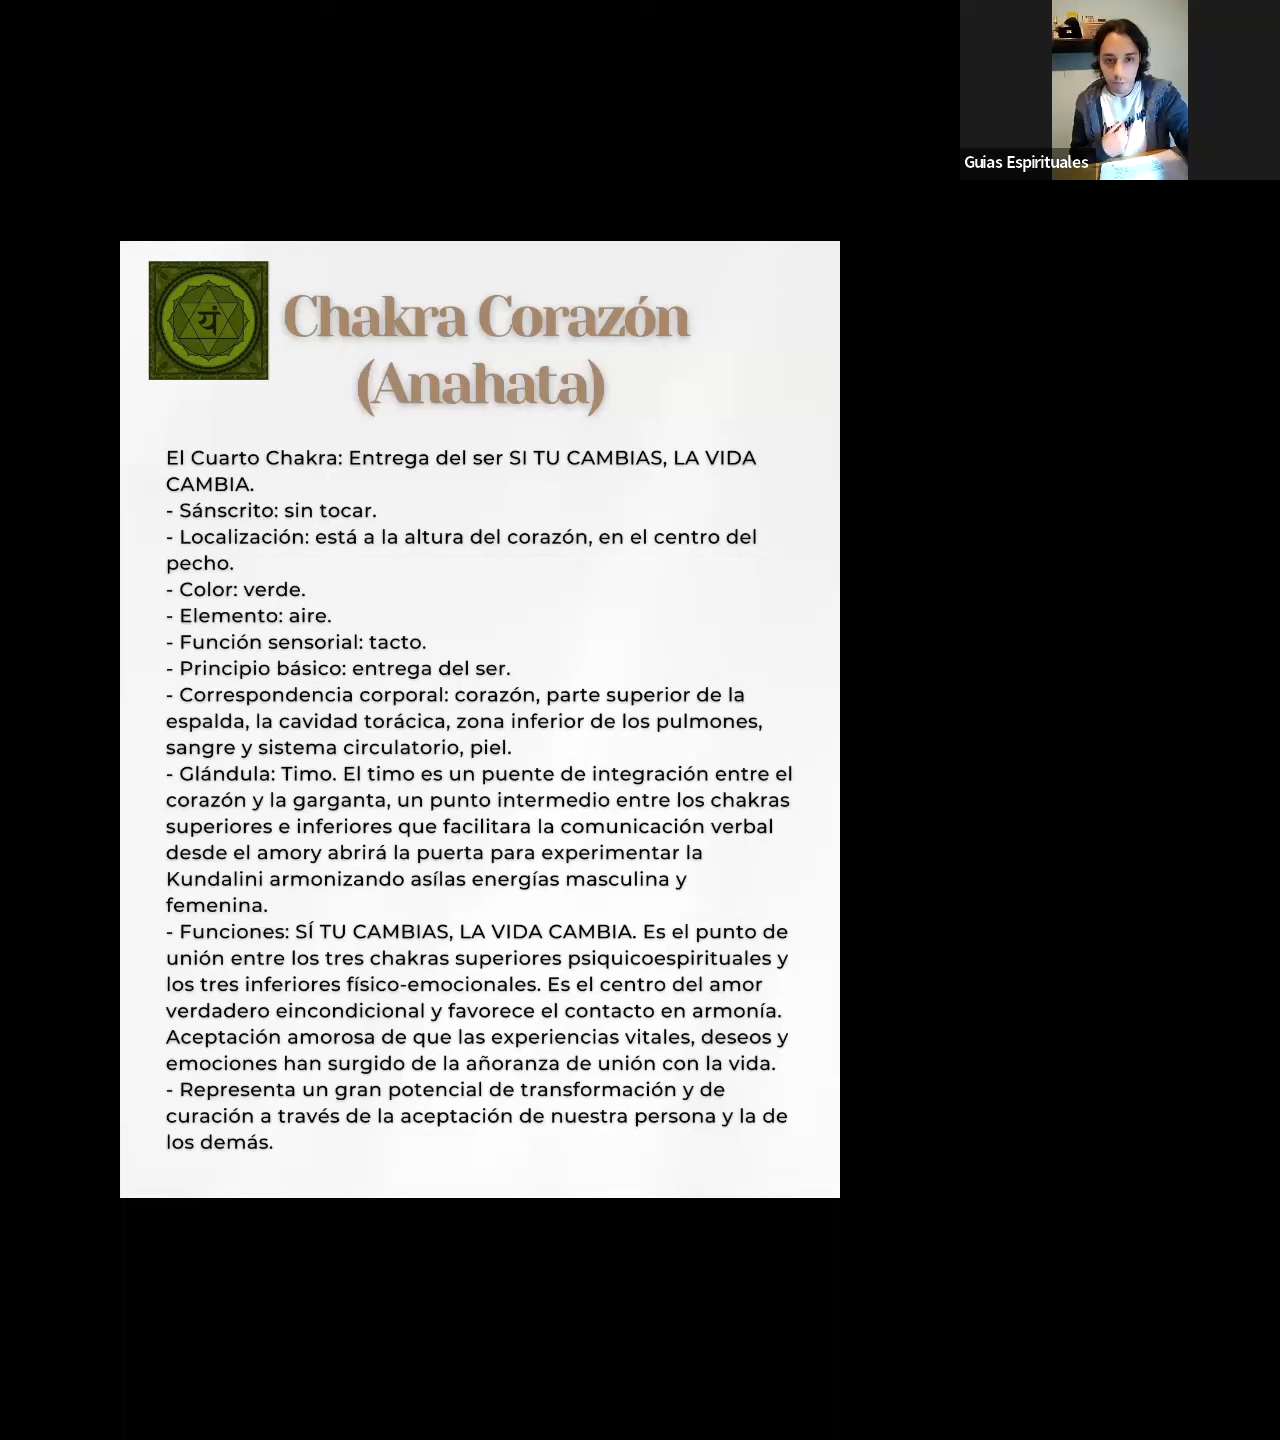 Guias Espirituales
यं
Chakra Corazón
(Anahata)
El Cuarto Chakra: Entrega del ser SI TU CAMBIAS, LA VIDA
CAMBIA.
- Sánscrito: sin tocar.
- Localización: está a la altura del corazón, en el centro del
pecho.
- Color: verde.
- Elemento: aire.
- Función sensorial: tacto.
- Principio básico: entrega del ser.
- Correspondencia corporal: corazón, parte superior de la
espalda, la cavidad torácica, zona inferior de los pulmones,
sangre y sistema circulatorio, piel.
- Glándula: Timo. El timo es un puente de integración entre el
corazón y la garganta, un punto intermedio entre los chakras
superiores e inferiores que facilitara la comunicación verbal
desde el amory abrirá la puerta para experimentar la
Kundalini armonizando asílas energías masculina y
femenina.
- Funciones: SÍ TU CAMBIAS, LA VIDA CAMBIA. Es el punto de
unión entre los tres chakras superiores psiquicoespirituales y
los tres inferiores físico-emocionales. Es el centro del amor
verdadero eincondicional y favorece el contacto en armonía.
Aceptación amorosa de que las experiencias vitales, deseos y
emociones han surgido de la añoranza de unión con la vida.
- Representa un gran potencial de transformación y de
curación a través de la aceptación de nuestra persona y la de
los demás.